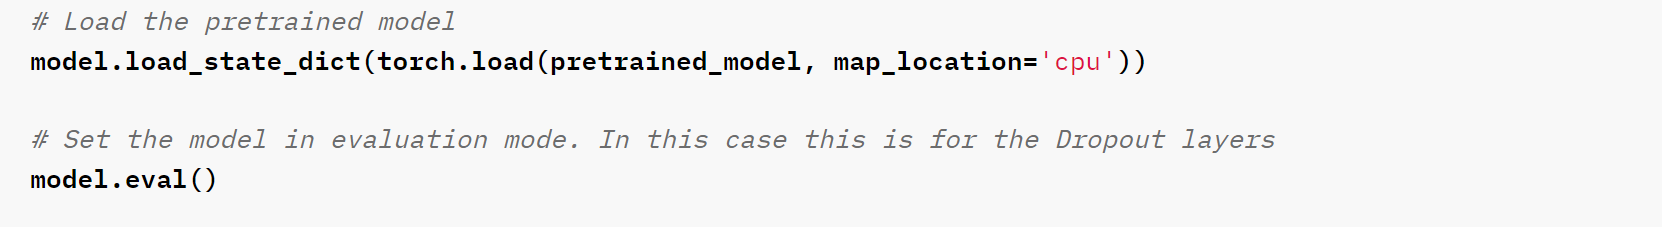 # Load the pretrained model
model.load_state_dict(torch.load(pretrained_model, map_location='cpu'))
# Set the model in evaluation mode. In this case this is for the Dropout layers
model.eval()